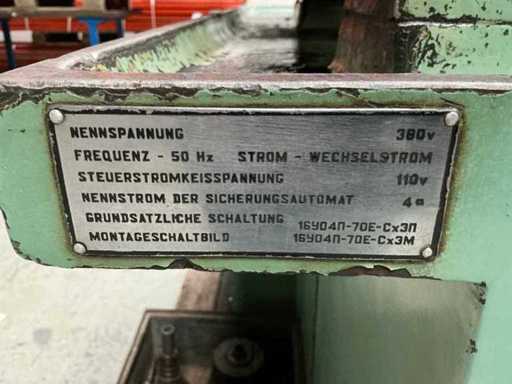 NENNSPANNUNG 380v
FREQUENZ - 50 Hz STROM - WECHSELSTROM
STEUERSTROMKEISSPANNUNG 110v
NENNSTROM DER SICHERUNGSAUTOMAT 4a
GRUNDSATZLICHE SCHALTUNG 16У04П-70Е-Сх3П
MONTAGESCHALTBILD 16У04П-70Е-Сх3М